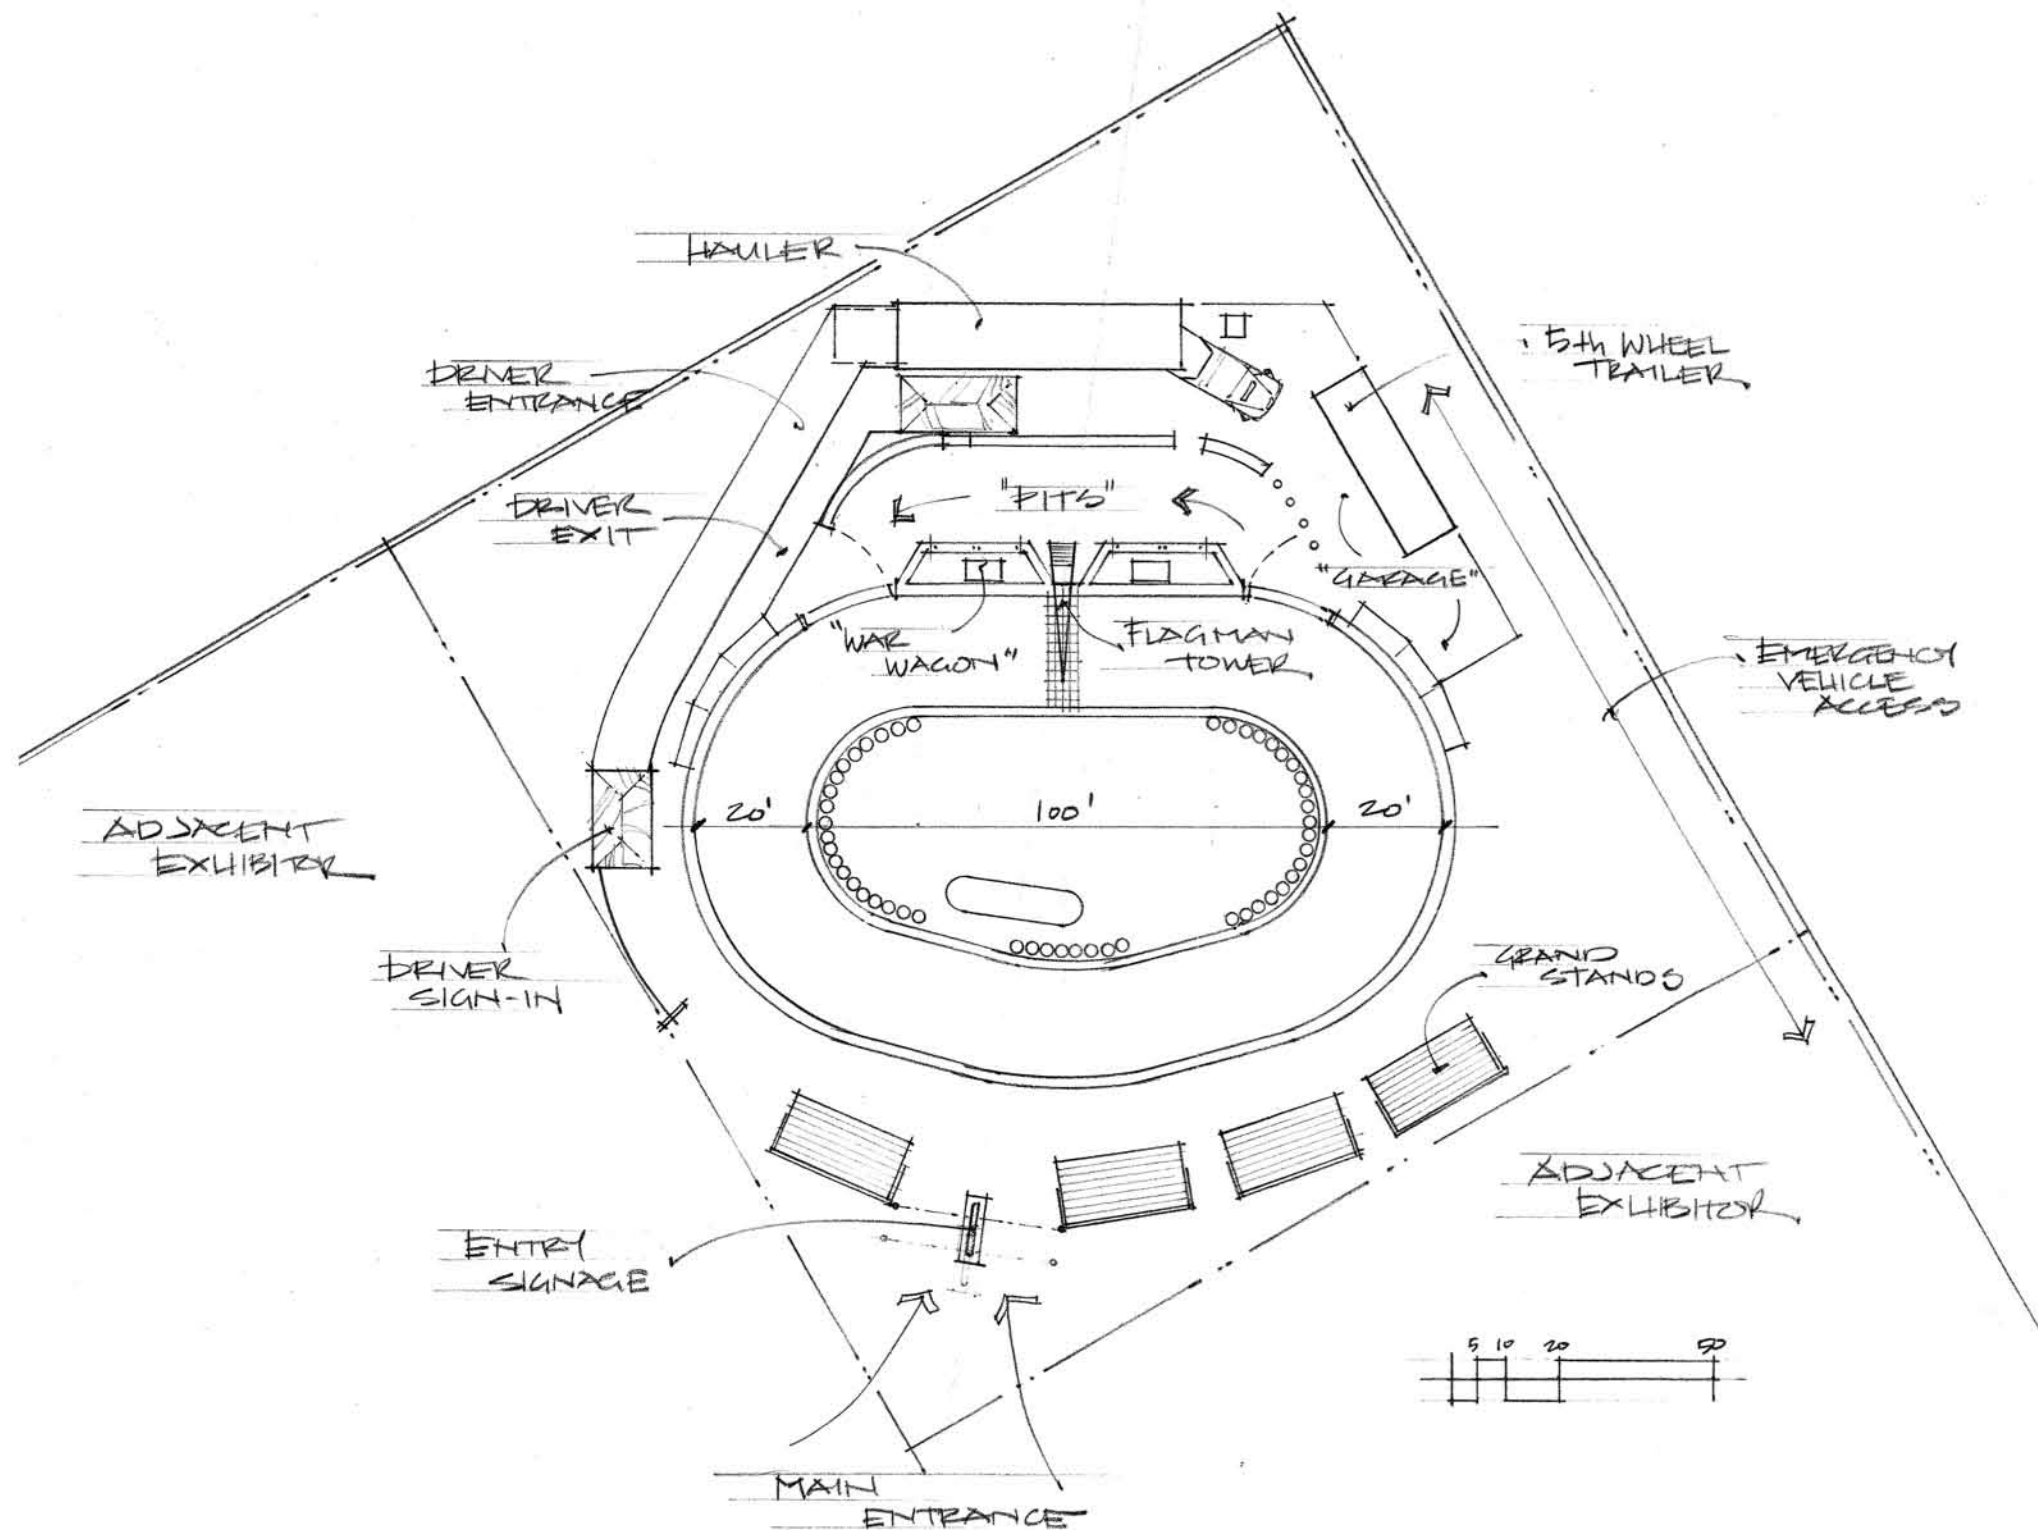 HAULER
DRIVER
ENTRANCE
5th WHEEL
TRAILER
DRIVER
EXIT
"PITS"
"GARAGE"
"WAR
WAGON"
FLAGMAN
TOWER
EMERGENCY
VEHICLE
ACCESS
20'
100'
20'
ADJACENT
EXHIBITOR
DRIVER
SIGN-IN
GRAND
STANDS
ADJACENT
EXHIBITOR
ENTRY
SIGNAGE
5 10 20 50
MAIN
ENTRANCE